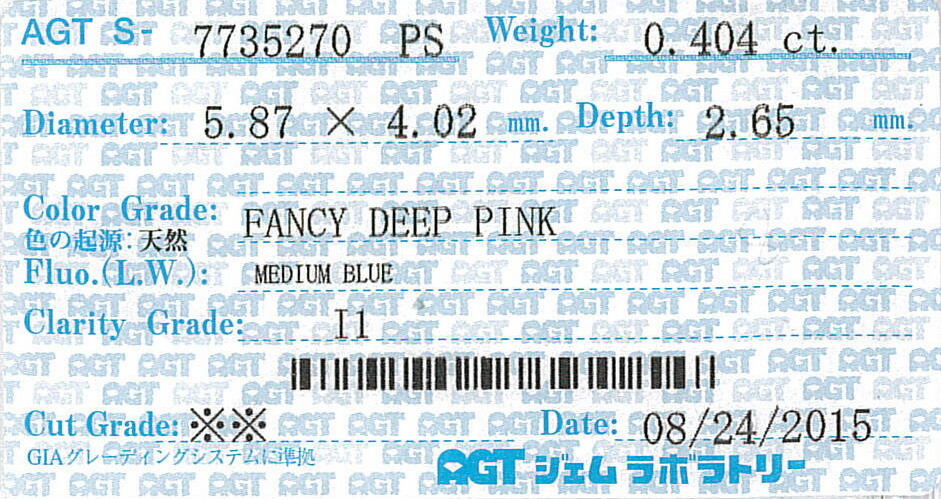 AGT S- 7735270 PS Weight: 0.404 ct.
Diameter: 5.87 × 4.02 mm. Depth: 2.65 mm.
Color Grade: FANCY DEEP PINK
色の起源: 天然
Fluo.(L.W.): MEDIUM BLUE
Clarity Grade: I1
Cut Grade: ※※ Date: 08/24/2015
GIAグレーディングシステムに準拠
AGT ジェムラボラトリー